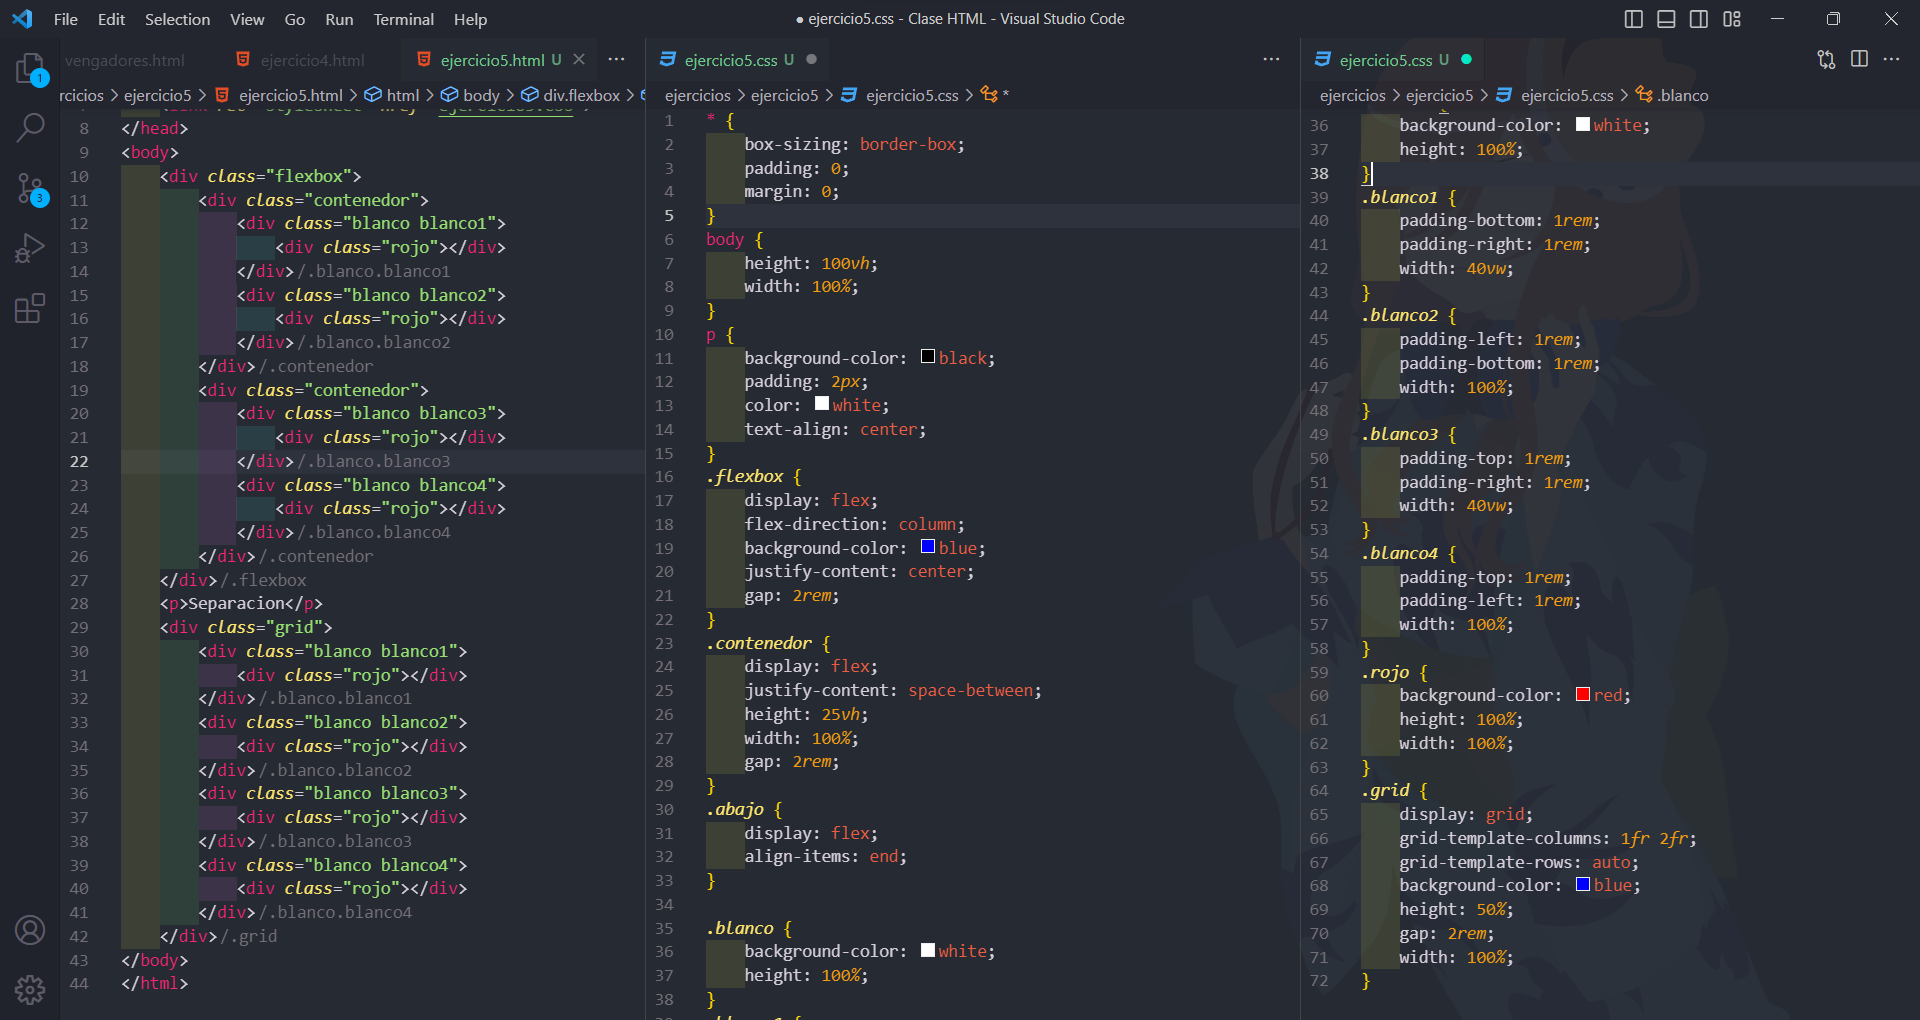 File Edit Selection View Go Run Terminal Help
● ejercicio5.css - Clase HTML - Visual Studio Code
vengadores.html ejercicio4.html ejercicio5.html U
ejercicio5.css U
ejercicio5.css U
rcicios > ejercicio5 > ejercicio5.html > html > body > div.flexbox >
ejercicios > ejercicio5 > ejercicio5.css > *
ejercicios > ejercicio5 > ejercicio5.css > .blanco
1
3
8 </head>
9 <body>
10 <div class="flexbox">
11 <div class="contenedor">
12 <div class="blanco blanco1">
13 <div class="rojo"></div>
14 </div>/.blanco.blanco1
15 <div class="blanco blanco2">
16 <div class="rojo"></div>
17 </div>/.blanco.blanco2
18 </div>/.contenedor
19 <div class="contenedor">
20 <div class="blanco blanco3">
21 <div class="rojo"></div>
22 </div>/.blanco.blanco3
23 <div class="blanco blanco4">
24 <div class="rojo"></div>
25 </div>/.blanco.blanco4
26 </div>/.contenedor
27 </div>/.flexbox
28 <p>Separacion</p>
29 <div class="grid">
30 <div class="blanco blanco1">
31 <div class="rojo"></div>
32 </div>/.blanco.blanco1
33 <div class="blanco blanco2">
34 <div class="rojo"></div>
35 </div>/.blanco.blanco2
36 <div class="blanco blanco3">
37 <div class="rojo"></div>
38 </div>/.blanco.blanco3
39 <div class="blanco blanco4">
40 <div class="rojo"></div>
41 </div>/.blanco.blanco4
42 </div>/.grid
43 </body>
44 </html>
1 * {
2 box-sizing: border-box;
3 padding: 0;
4 margin: 0;
5 }
6 body {
7 height: 100vh;
8 width: 100%;
9 }
10 p {
11 background-color: black;
12 padding: 2px;
13 color: white;
14 text-align: center;
15 }
16 .flexbox {
17 display: flex;
18 flex-direction: column;
19 background-color: blue;
20 justify-content: center;
21 gap: 2rem;
22 }
23 .contenedor {
24 display: flex;
25 justify-content: space-between;
26 height: 25vh;
27 width: 100%;
28 gap: 2rem;
29 }
30 .abajo {
31 display: flex;
32 align-items: end;
33 }
34
35 .blanco {
36 background-color: white;
37 height: 100%;
38 }
36 background-color: white;
37 height: 100%;
38 }
39 .blanco1 {
40 padding-bottom: 1rem;
41 padding-right: 1rem;
42 width: 40vw;
43 }
44 .blanco2 {
45 padding-left: 1rem;
46 padding-bottom: 1rem;
47 width: 100%;
48 }
49 .blanco3 {
50 padding-top: 1rem;
51 padding-right: 1rem;
52 width: 40vw;
53 }
54 .blanco4 {
55 padding-top: 1rem;
56 padding-left: 1rem;
57 width: 100%;
58 }
59 .rojo {
60 background-color: red;
61 height: 100%;
62 width: 100%;
63 }
64 .grid {
65 display: grid;
66 grid-template-columns: 1fr 2fr;
67 grid-template-rows: auto;
68 background-color: blue;
69 height: 50%;
70 gap: 2rem;
71 width: 100%;
72 }